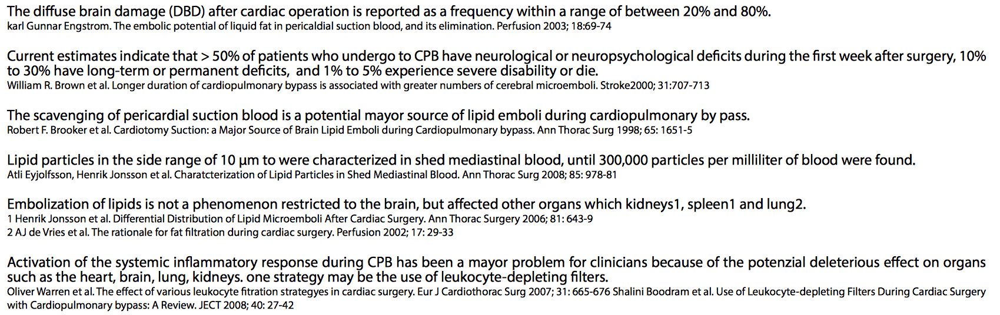 The diffuse brain damage (DBD) after cardiac operation is reported as a frequency within a range of between 20% and 80%.
karl Gunnar Engstrom. The embolic potential of liquid fat in pericaldial suction blood, and its elimination. Perfusion 2003; 18:69-74
Current estimates indicate that > 50% of patients who undergo to CPB have neurological or neuropsychological deficits during the first week after surgery, 10%
to 30% have long-term or permanent deficits, and 1% to 5% experience severe disability or die.
William R. Brown et al. Longer duration of cardiopulmonary bypass is associated with greater numbers of cerebral microemboli. Stroke2000; 31:707-713
The scavenging of pericardial suction blood is a potential mayor source of lipid emboli during cardiopulmonary by pass.
Robert F. Brooker et al. Cardiotomy Suction: a Major Source of Brain Lipid Emboli during Cardiopulmonary bypass. Ann Thorac Surg 1998; 65: 1651-5
Lipid particles in the side range of 10 µm to were characterized in shed mediastinal blood, until 300,000 particles per milliliter of blood were found.
Atli Eyjolfsson, Henrik Jonsson et al. Charatcterization of Lipid Particles in Shed Mediastinal Blood. Ann Thorac Surg 2008; 85: 978-81
Embolization of lipids is not a phenomenon restricted to the brain, but affected other organs which kidneys1, spleen1 and lung2.
1 Henrik Jonsson et al. Differential Distribution of Lipid Microemboli After Cardiac Surgery. Ann Thorac Surgery 2006; 81: 643-9
2 AJ de Vries et al. The rationale for fat filtration during cardiac surgery. Perfusion 2002; 17: 29-33
Activation of the systemic inflammatory response during CPB has been a mayor problem for clinicians because of the potenzial deleterious effect on organs
such as the heart, brain, lung, kidneys. one strategy may be the use of leukocyte-depleting filters.
Oliver Warren et al. The effect of various leukocyte fitration strategyes in cardiac surgery. Eur J Cardiothorac Surg 2007; 31: 665-676 Shalini Boodram et al. Use of Leukocyte-depleting Filters During Cardiac Surgery
with Cardiopulmonary bypass: A Review. JECT 2008; 40: 27-42